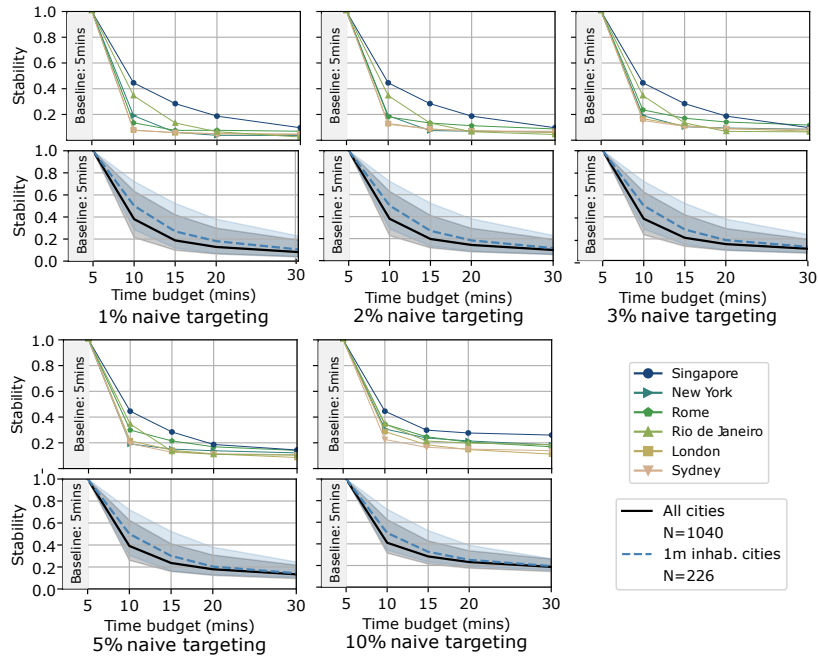 1.0
0.8
0.6
0.4
0.2
Stability
Baseline: 5mins
Baseline: 5mins
Baseline: 5mins
1.0
0.8
0.6
0.4
0.2
0.0
Stability
Baseline: 5mins
Baseline: 5mins
Baseline: 5mins
5 10 15 20 30
5 10 15 20 30
5 10 15 20 30
Time budget (mins)
Time budget (mins)
Time budget (mins)
1% naive targeting
2% naive targeting
3% naive targeting
1.0
0.8
0.6
0.4
0.2
Stability
Baseline: 5mins
Baseline: 5mins
1.0
0.8
0.6
0.4
0.2
0.0
Stability
Baseline: 5mins
Baseline: 5mins
5 10 15 20 30
5 10 15 20 30
Time budget (mins)
Time budget (mins)
5% naive targeting
10% naive targeting
Singapore
New York
Rome
Rio de Janeiro
London
Sydney
All cities
N=1040
1m inhab. cities
N=226